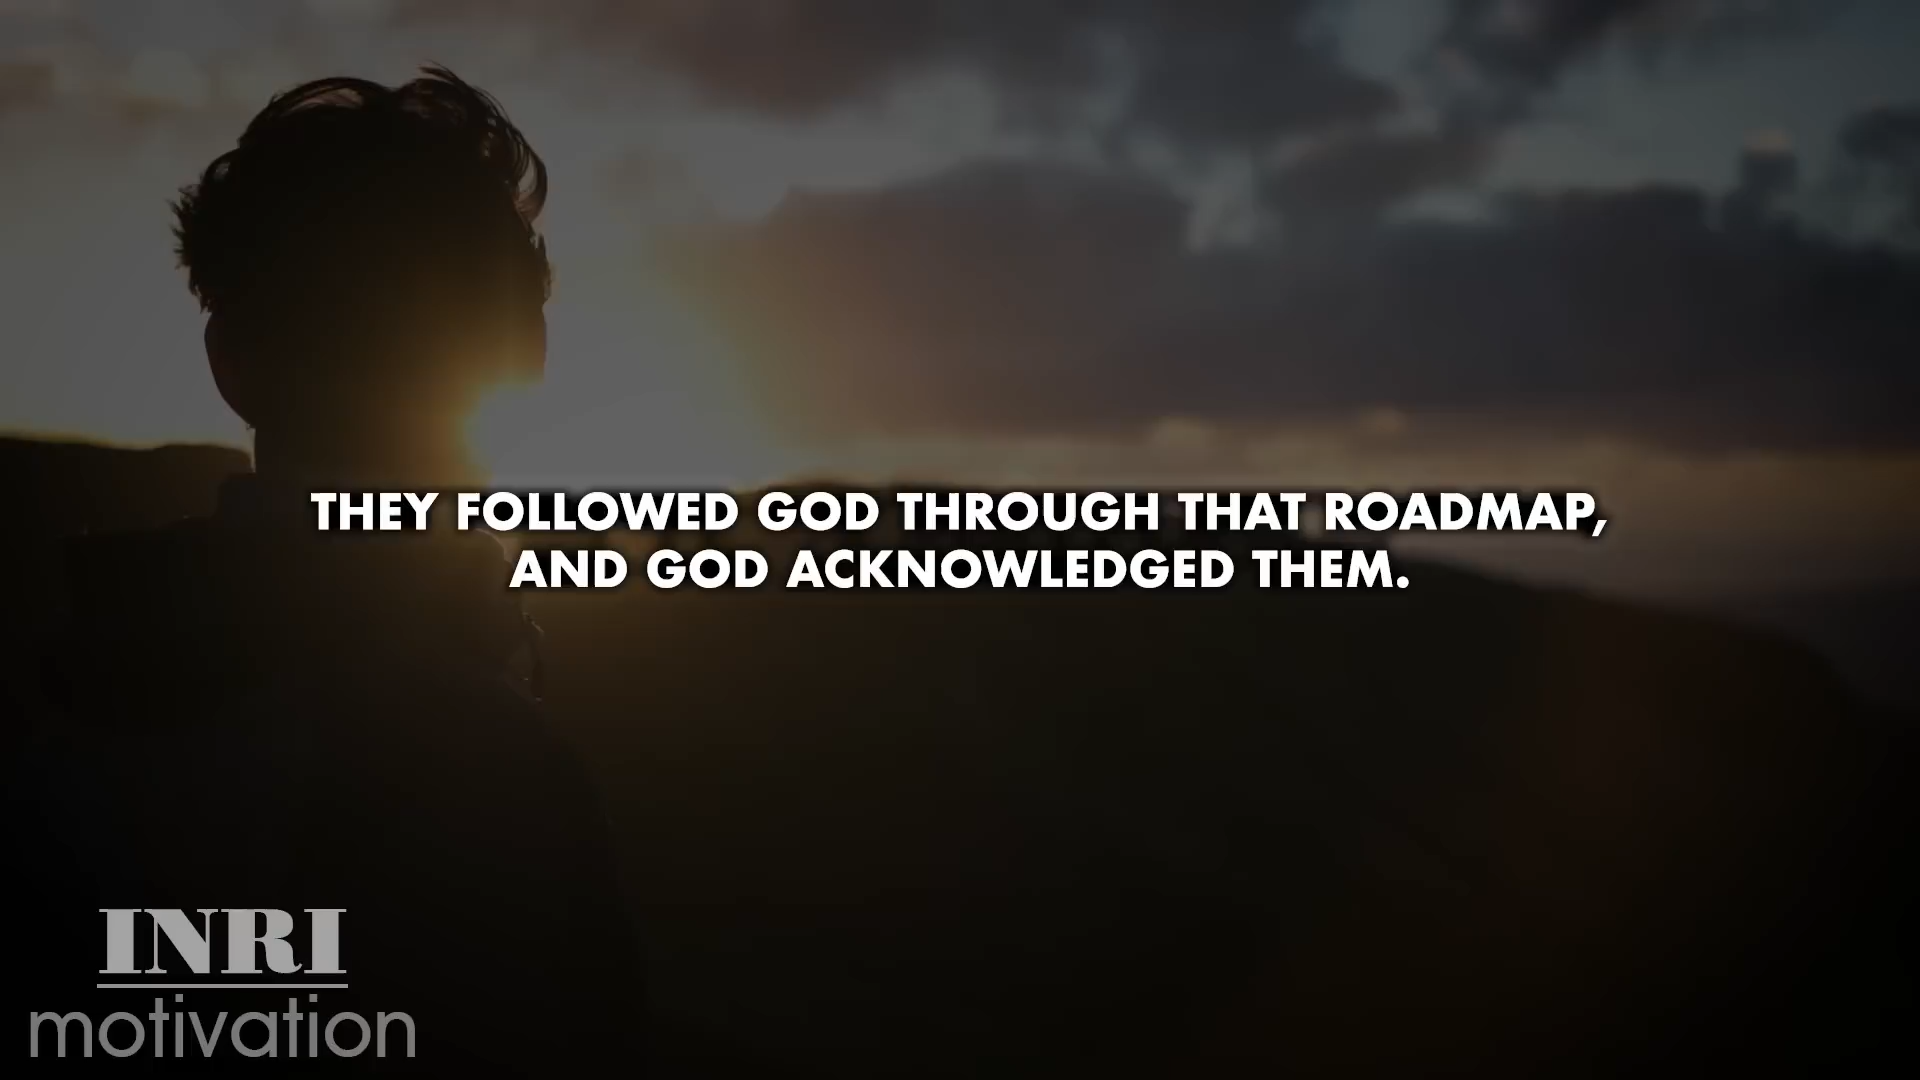 THEY FOLLOWED GOD THROUGH THAT ROADMAP,
AND GOD ACKNOWLEDGED THEM.
INRI
motivation